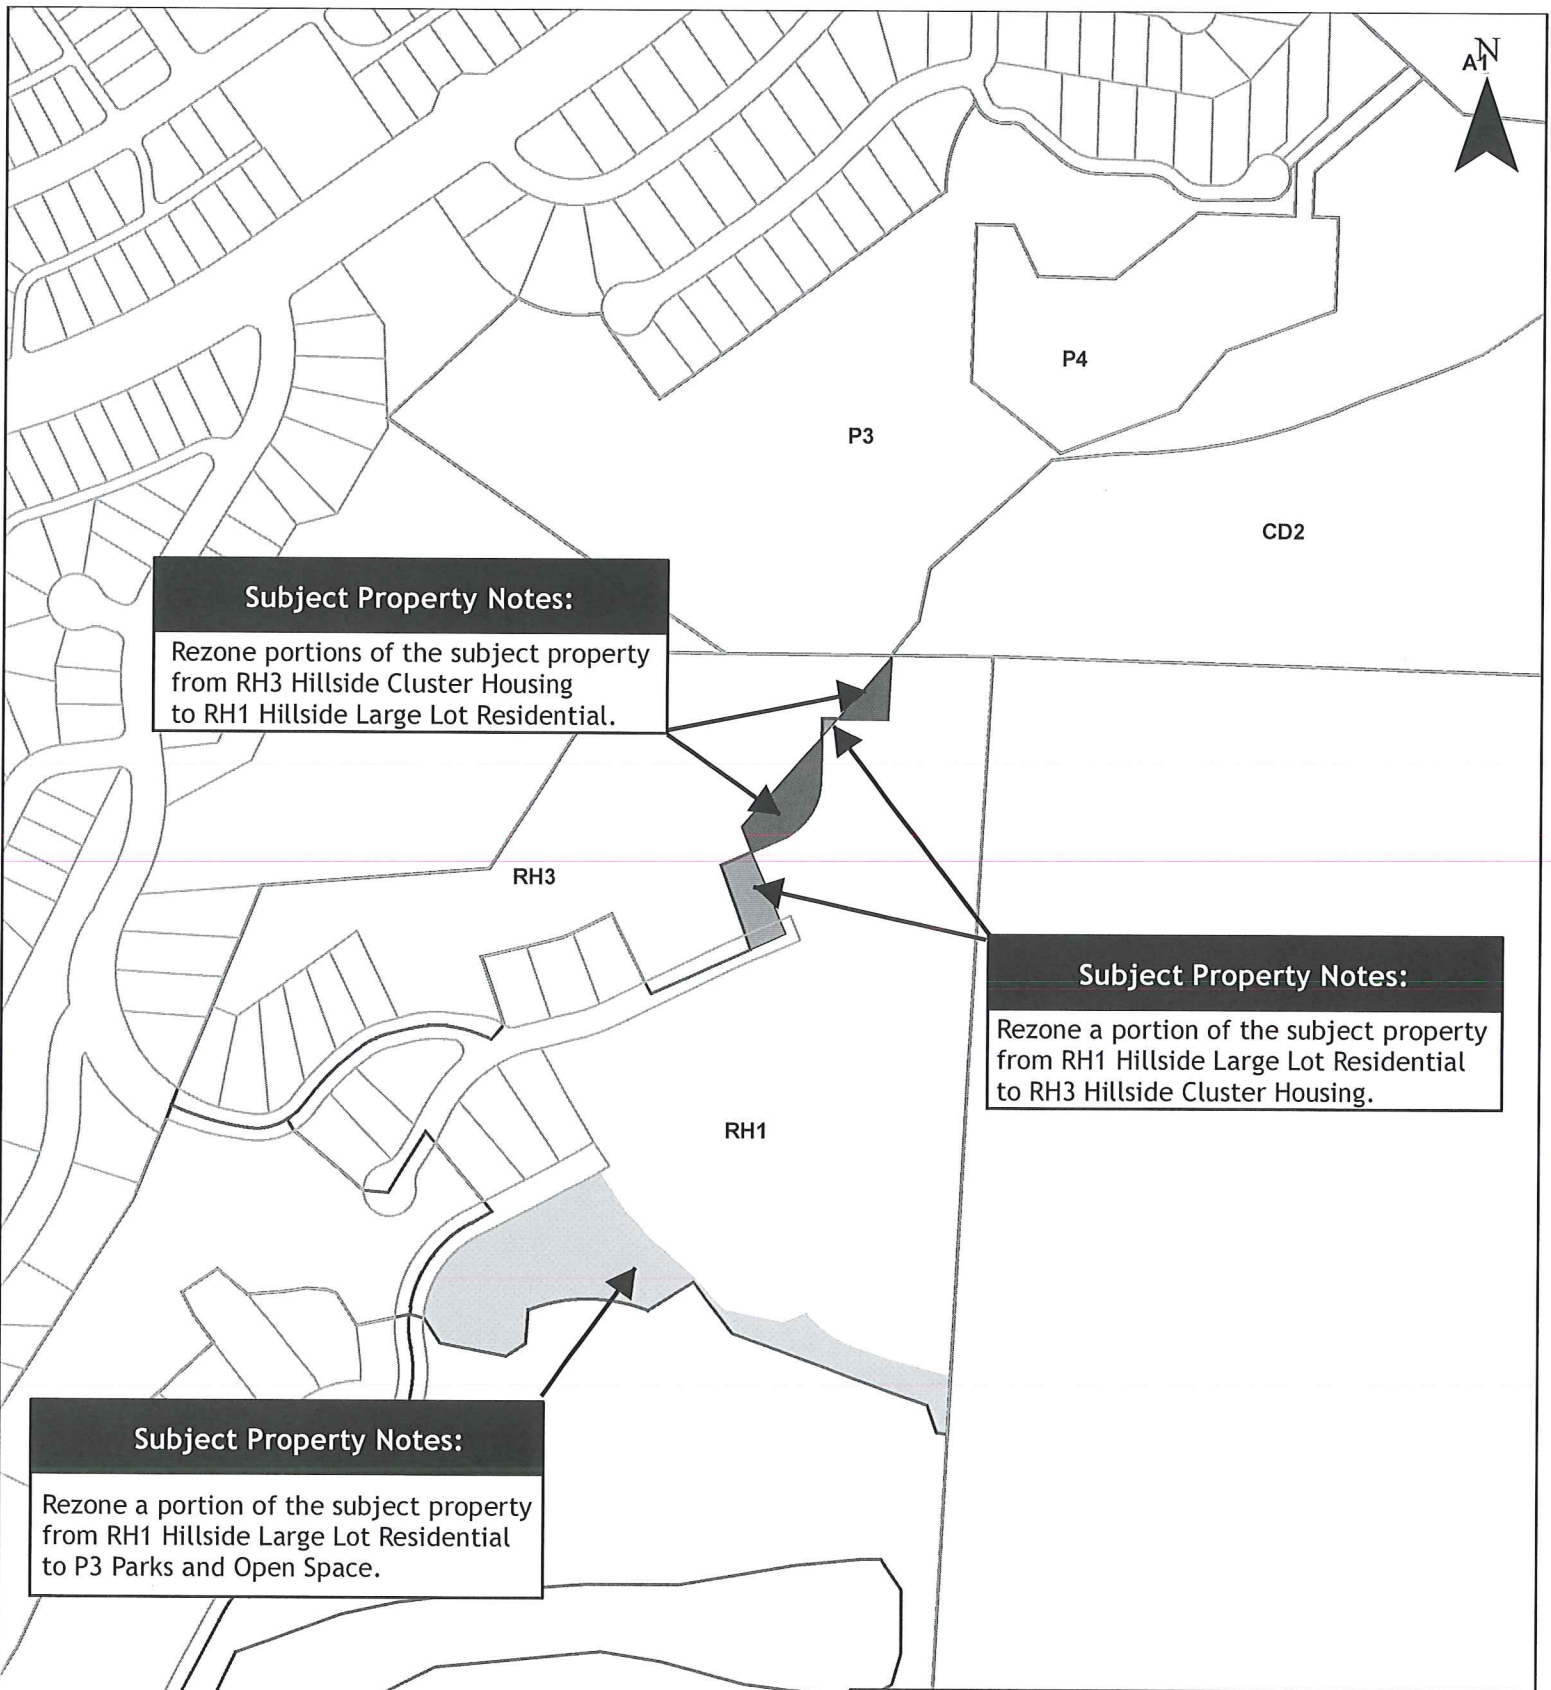 N
A1
P4
P3
CD2
Subject Property Notes:
Rezone portions of the subject property
from RH3 Hillside Cluster Housing
to RH1 Hillside Large Lot Residential.
RH3
Subject Property Notes:
Rezone a portion of the subject property
from RH1 Hillside Large Lot Residential
to RH3 Hillside Cluster Housing.
RH1
Subject Property Notes:
Rezone a portion of the subject property
from RH1 Hillside Large Lot Residential
to P3 Parks and Open Space.